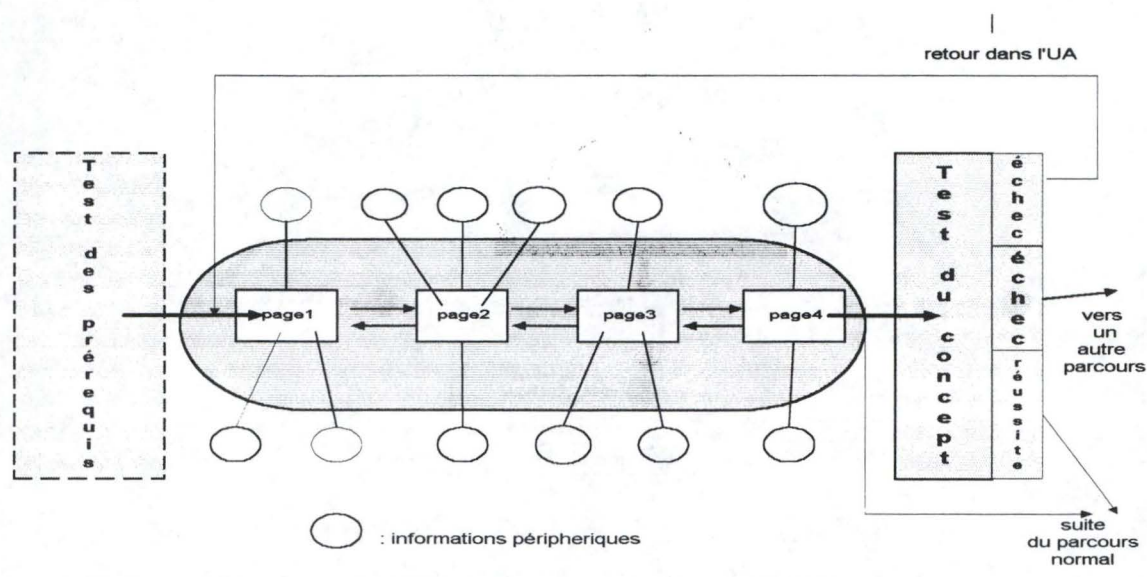 retour dans l'UA
Test des prérequis
page1
page2
page3
page4
Test du concept
échec
échec
réussite
vers
un
autre
parcours
suite
du parcours
normal
: informations péripheriques